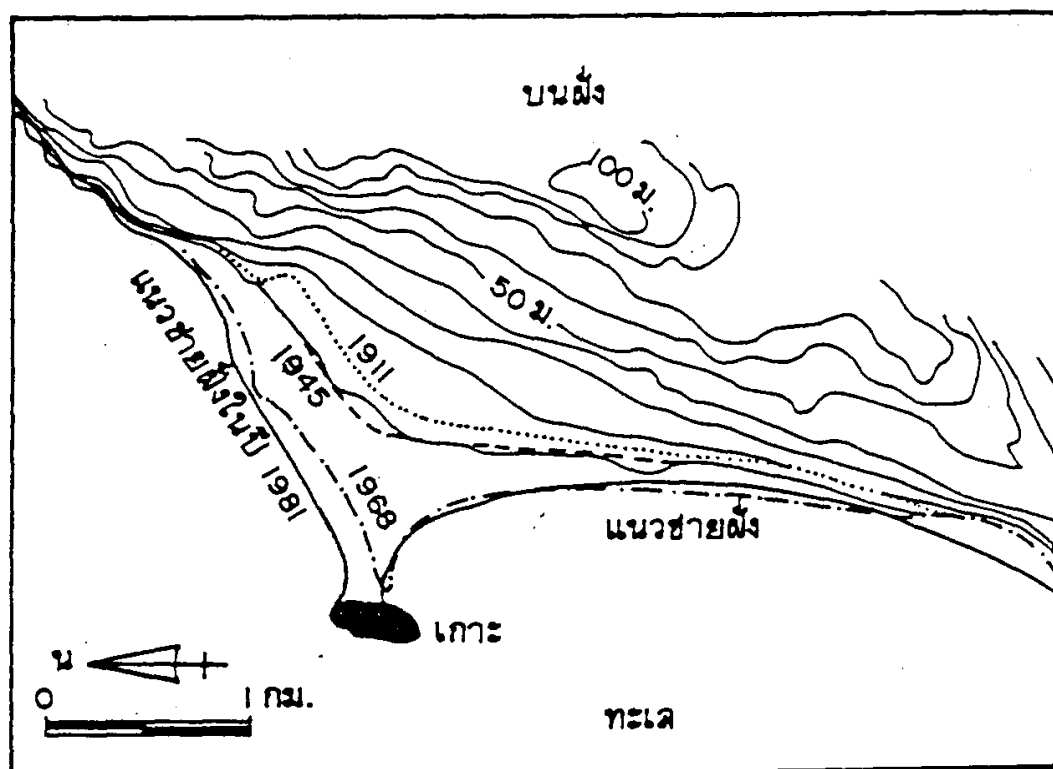 บนฝั่ง
100 ม.
50 ม.
1911
1945
แนวชายฝั่งในปี 1981
1968
แนวชายฝั่ง
เกาะ
น
0 1 กม.
ทะเล